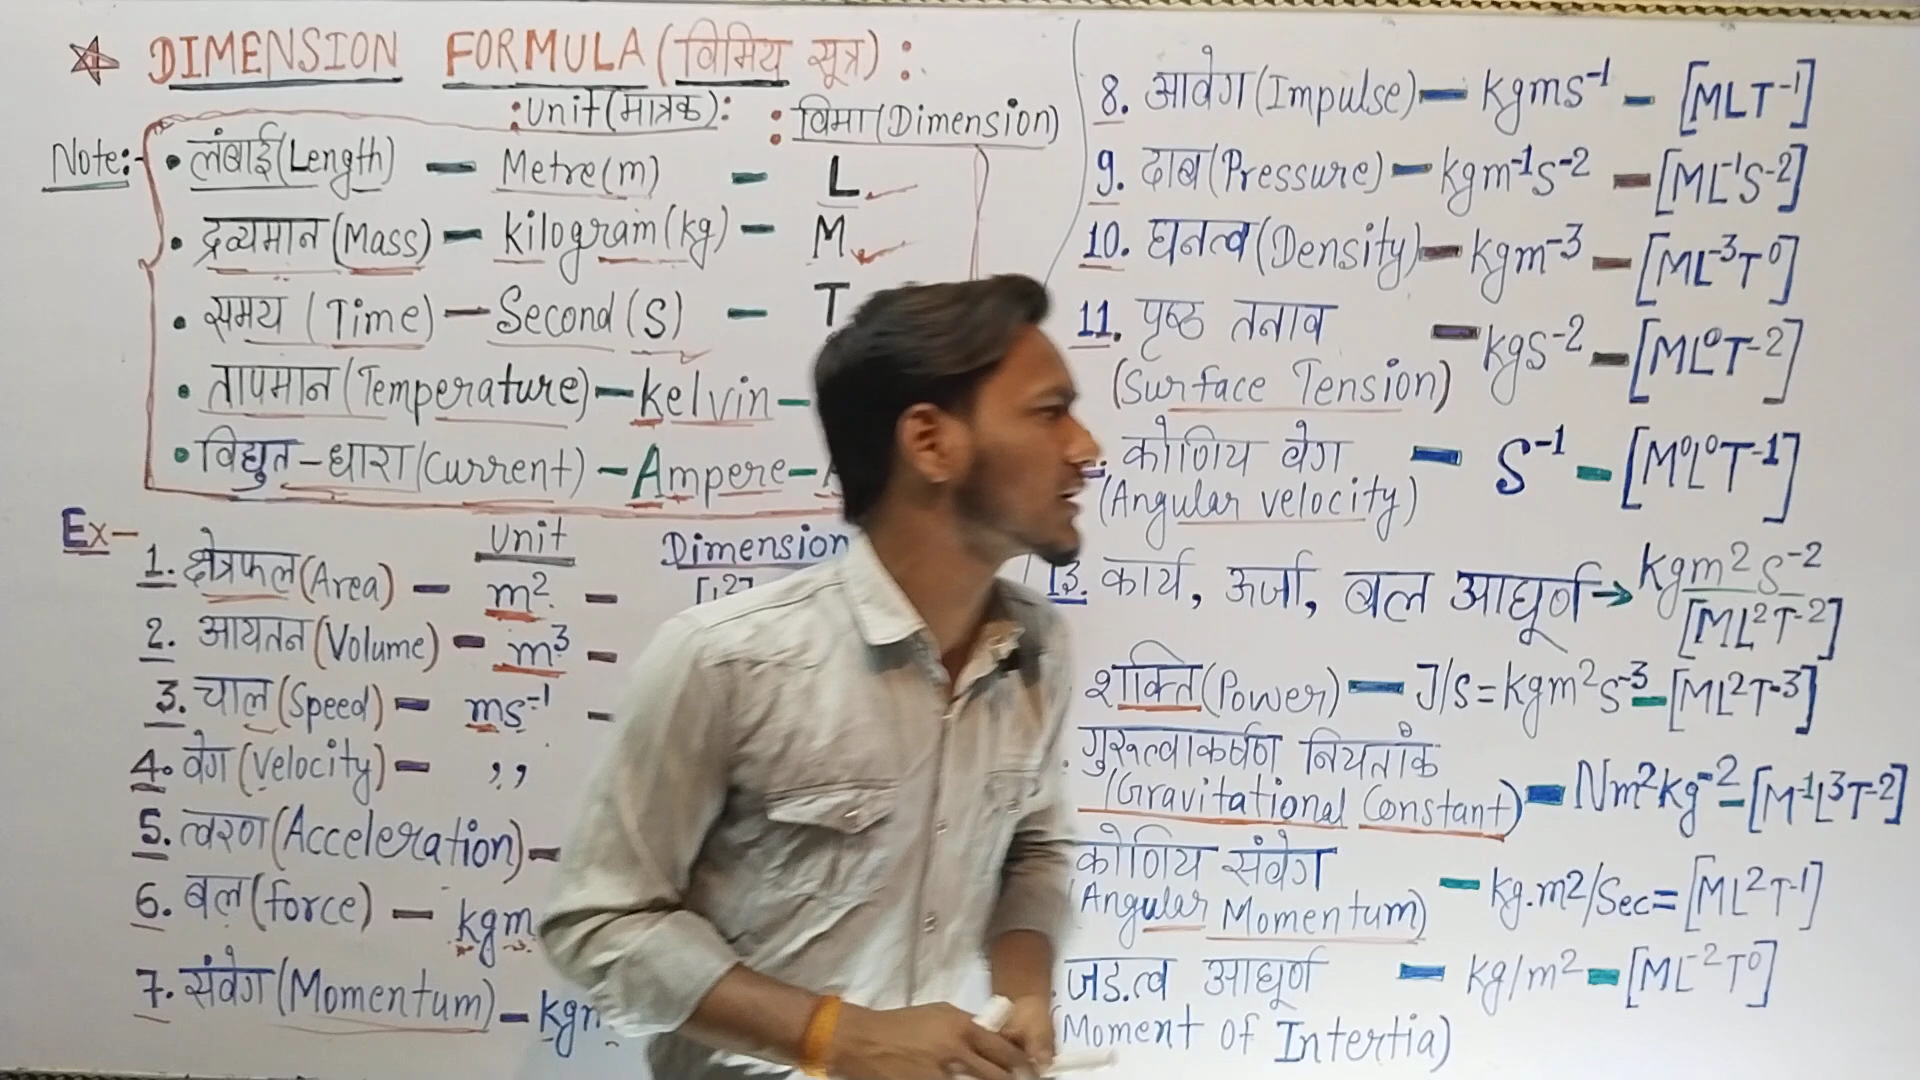 DIMENSION FORMULA (विमिय सूत्र) :
:Unit(मात्रक): : विमा (Dimension)
Note:- • लंबाई (Length) — Metre(m) — L
• द्रव्यमान (Mass) — kilogram(kg) — M
• समय (Time) — Second (S) — T
• तापमान (Temperature) — kelvin —
• विद्युत - धारा (Current) — Ampere —
Ex- Unit Dimension
1. क्षेत्रफल (Area) — m² —
2. आयतन (Volume) — m³ —
3. चाल (Speed) — ms⁻¹ —
4. वेग (Velocity) — ,,
5. त्वरण (Acceleration) —
6. बल (force) — kgm
7. संवेग (Momentum) —
8. आवेग (Impulse) — kgms⁻¹ — [MLT⁻¹]
9. दाब (Pressure) — kgm⁻¹s⁻² — [ML⁻¹S⁻²]
10. घनत्व (Density) — kgm⁻³ — [ML⁻³T⁰]
11. पृष्ठ तनाव — kgs⁻² — [ML⁰T⁻²]
(Surface Tension)
कोणिय वेग — S⁻¹ — [M⁰L⁰T⁻¹]
(Angular velocity)
13. कार्य, ऊर्जा, बल आघूर्ण → kgm²s⁻²
[ML²T⁻²]
शक्ति (Power) — J/s = kgm²s⁻³ — [ML²T⁻³]
गुरूत्वाकर्षण नियतांक
(Gravitational Constant) — Nm²kg⁻² — [M⁻¹L³T⁻²]
कोणिय संवेग — kg.m2/Sec = [ML²T⁻¹]
(Angular Momentum)
जड़.त्व आघूर्ण — kg/m² — [ML⁻²T⁰]
(Moment of Intertia)